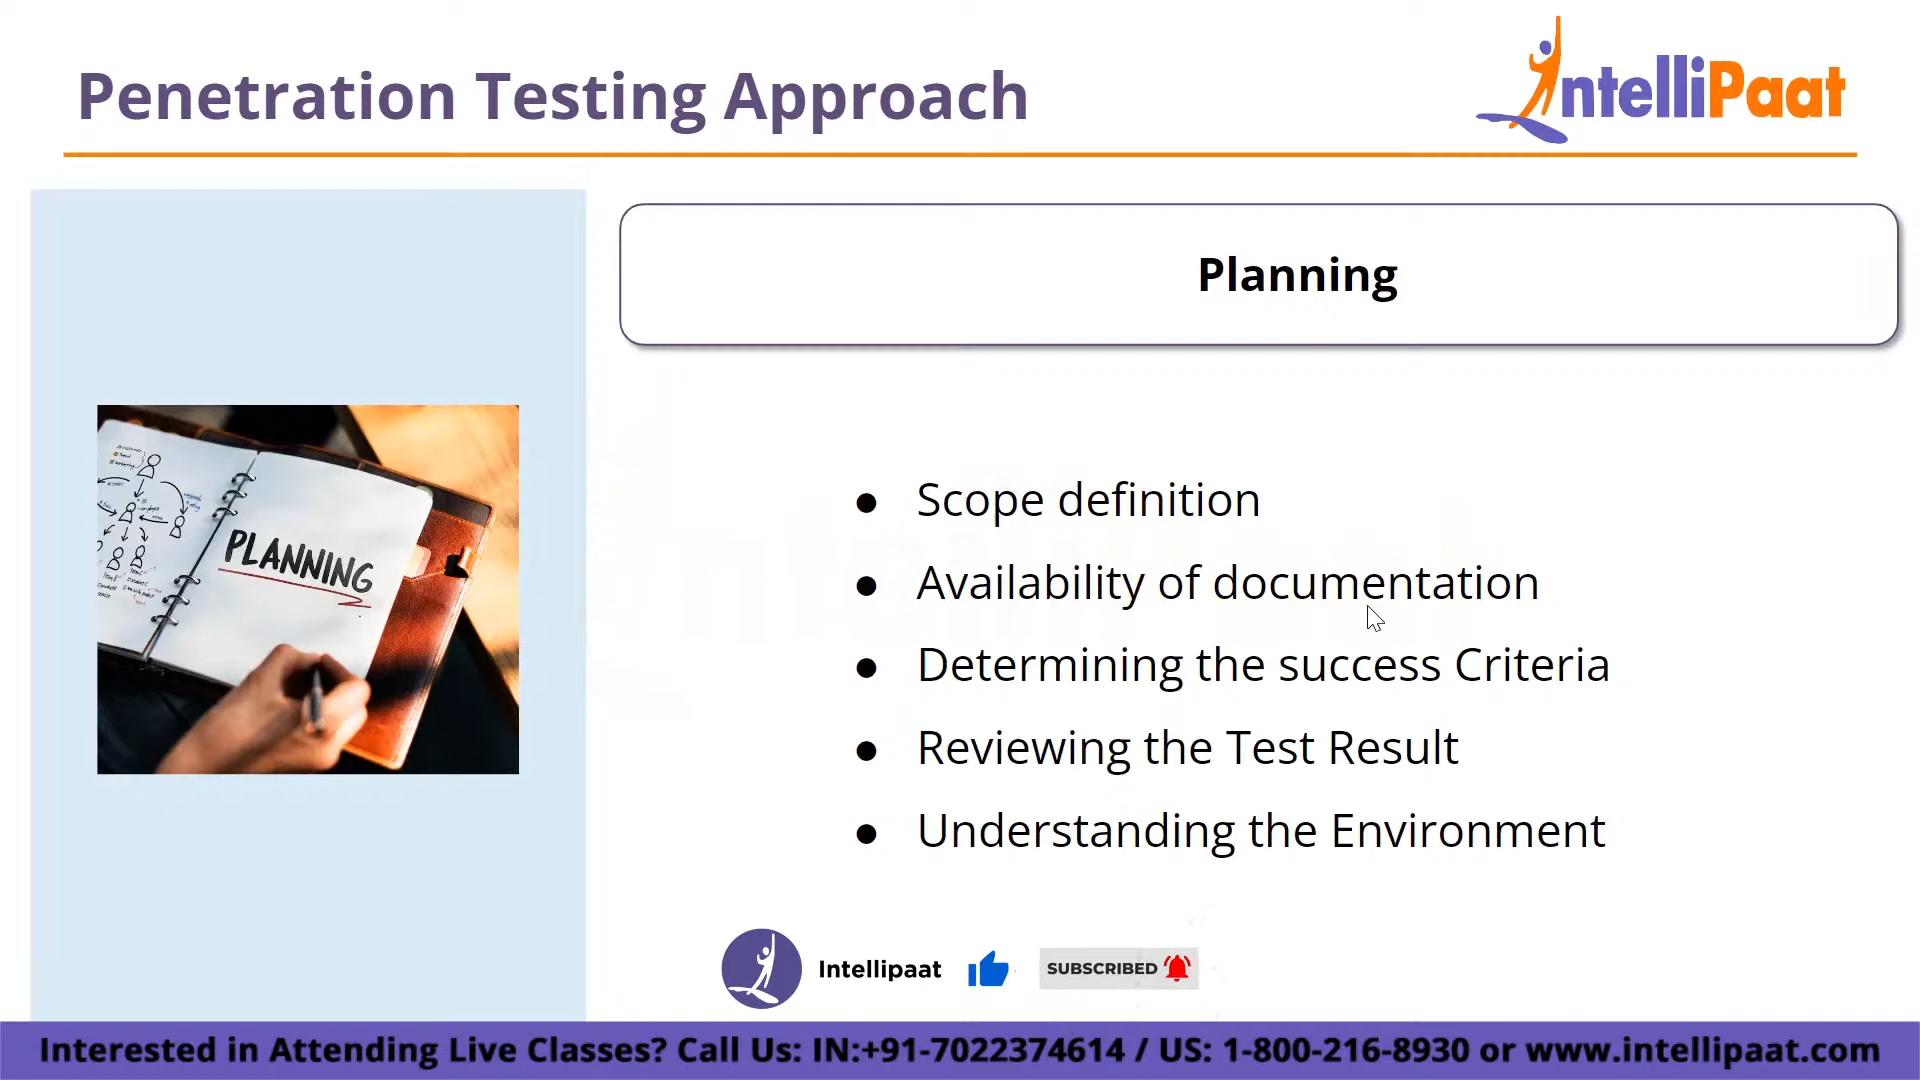 Penetration Testing Approach
IntelliPaat
Planning
PLANNING
● Scope definition
● Availability of documentation
● Determining the success Criteria
● Reviewing the Test Result
● Understanding the Environment
Intellipaat
SUBSCRIBED
Interested in Attending Live Classes? Call Us: IN:+91-7022374614 / US: 1-800-216-8930 or www.intellipaat.com